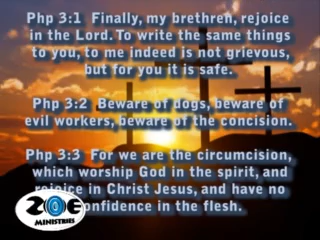 Php 3:1 Finally, my brethren, rejoice
in the Lord. To write the same things
to you, to me indeed is not grievous,
but for you it is safe.
Php 3:2 Beware of dogs, beware of
evil workers, beware of the concision.
Php 3:3 For we are the circumcision,
which worship God in the spirit, and
rejoice in Christ Jesus, and have no
confidence in the flesh.
ZOE
MINISTRIES